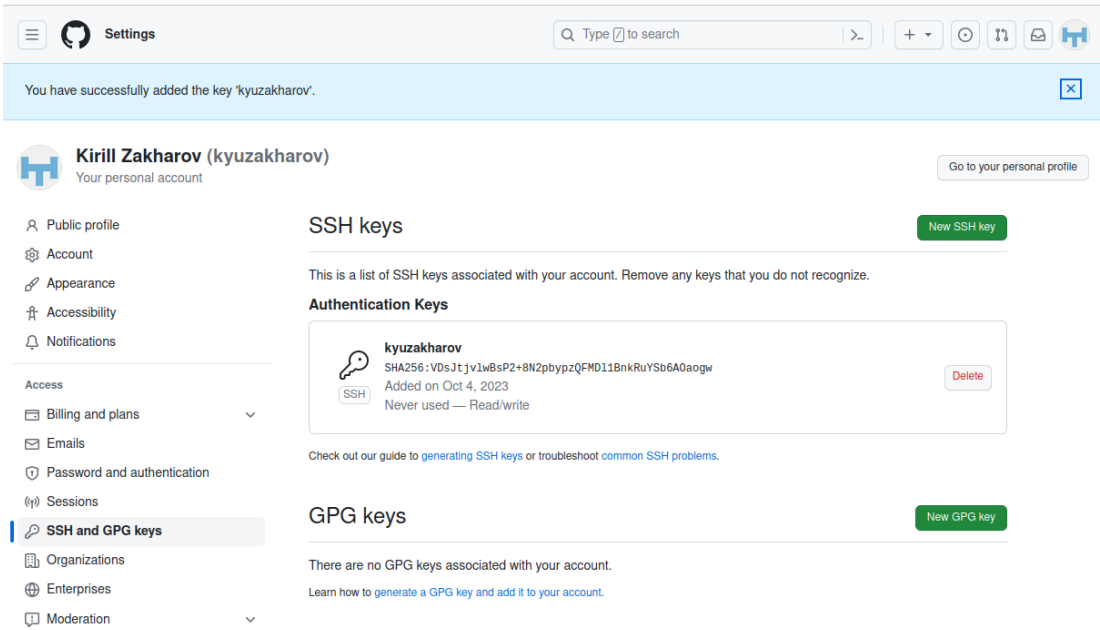 Settings
Type / to search
You have successfully added the key 'kyuzakharov'.
Kirill Zakharov (kyuzakharov)
Your personal account
Go to your personal profile
Public profile
Account
Appearance
Accessibility
Notifications
Access
Billing and plans
Emails
Password and authentication
Sessions
SSH and GPG keys
Organizations
Enterprises
Moderation
SSH keys
New SSH key
This is a list of SSH keys associated with your account. Remove any keys that you do not recognize.
Authentication Keys
kyuzakharov
SHA256:VDsJtjvlwBsP2+8N2pbypzQFMDl1BnkRuYSb6AOaogw
SSH
Added on Oct 4, 2023
Never used — Read/write
Delete
Check out our guide to generating SSH keys or troubleshoot common SSH problems.
GPG keys
New GPG key
There are no GPG keys associated with your account.
Learn how to generate a GPG key and add it to your account.